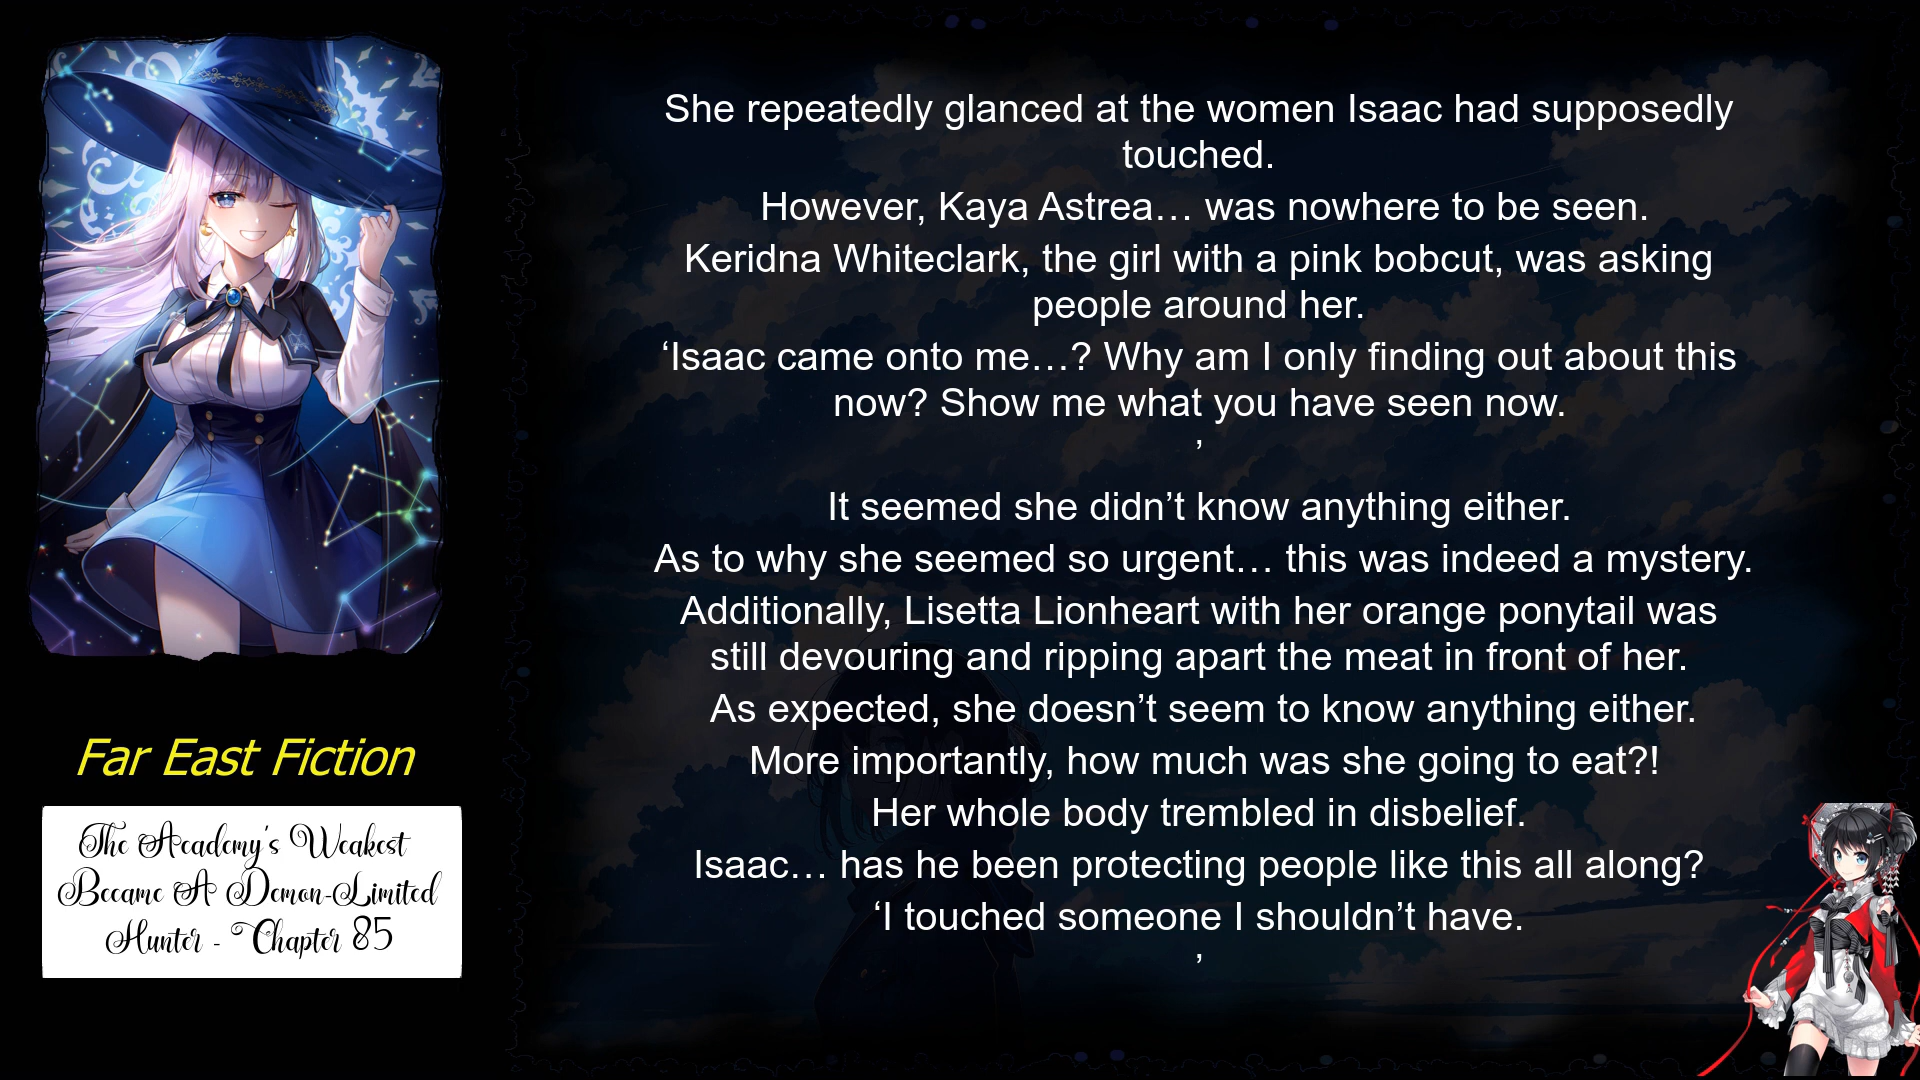 She repeatedly glanced at the women Isaac had supposedly
touched.
However, Kaya Astrea… was nowhere to be seen.
Keridna Whiteclark, the girl with a pink bobcut, was asking
people around her.
‘Isaac came onto me…? Why am I only finding out about this
now? Show me what you have seen now.
’
It seemed she didn’t know anything either.
As to why she seemed so urgent… this was indeed a mystery.
Additionally, Lisetta Lionheart with her orange ponytail was
still devouring and ripping apart the meat in front of her.
As expected, she doesn’t seem to know anything either.
More importantly, how much was she going to eat?!
Her whole body trembled in disbelief.
Isaac… has he been protecting people like this all along?
‘I touched someone I shouldn’t have.
’
Far East Fiction
The Academy's Weakest
Became A Demon-Limited
Hunter - Chapter 85